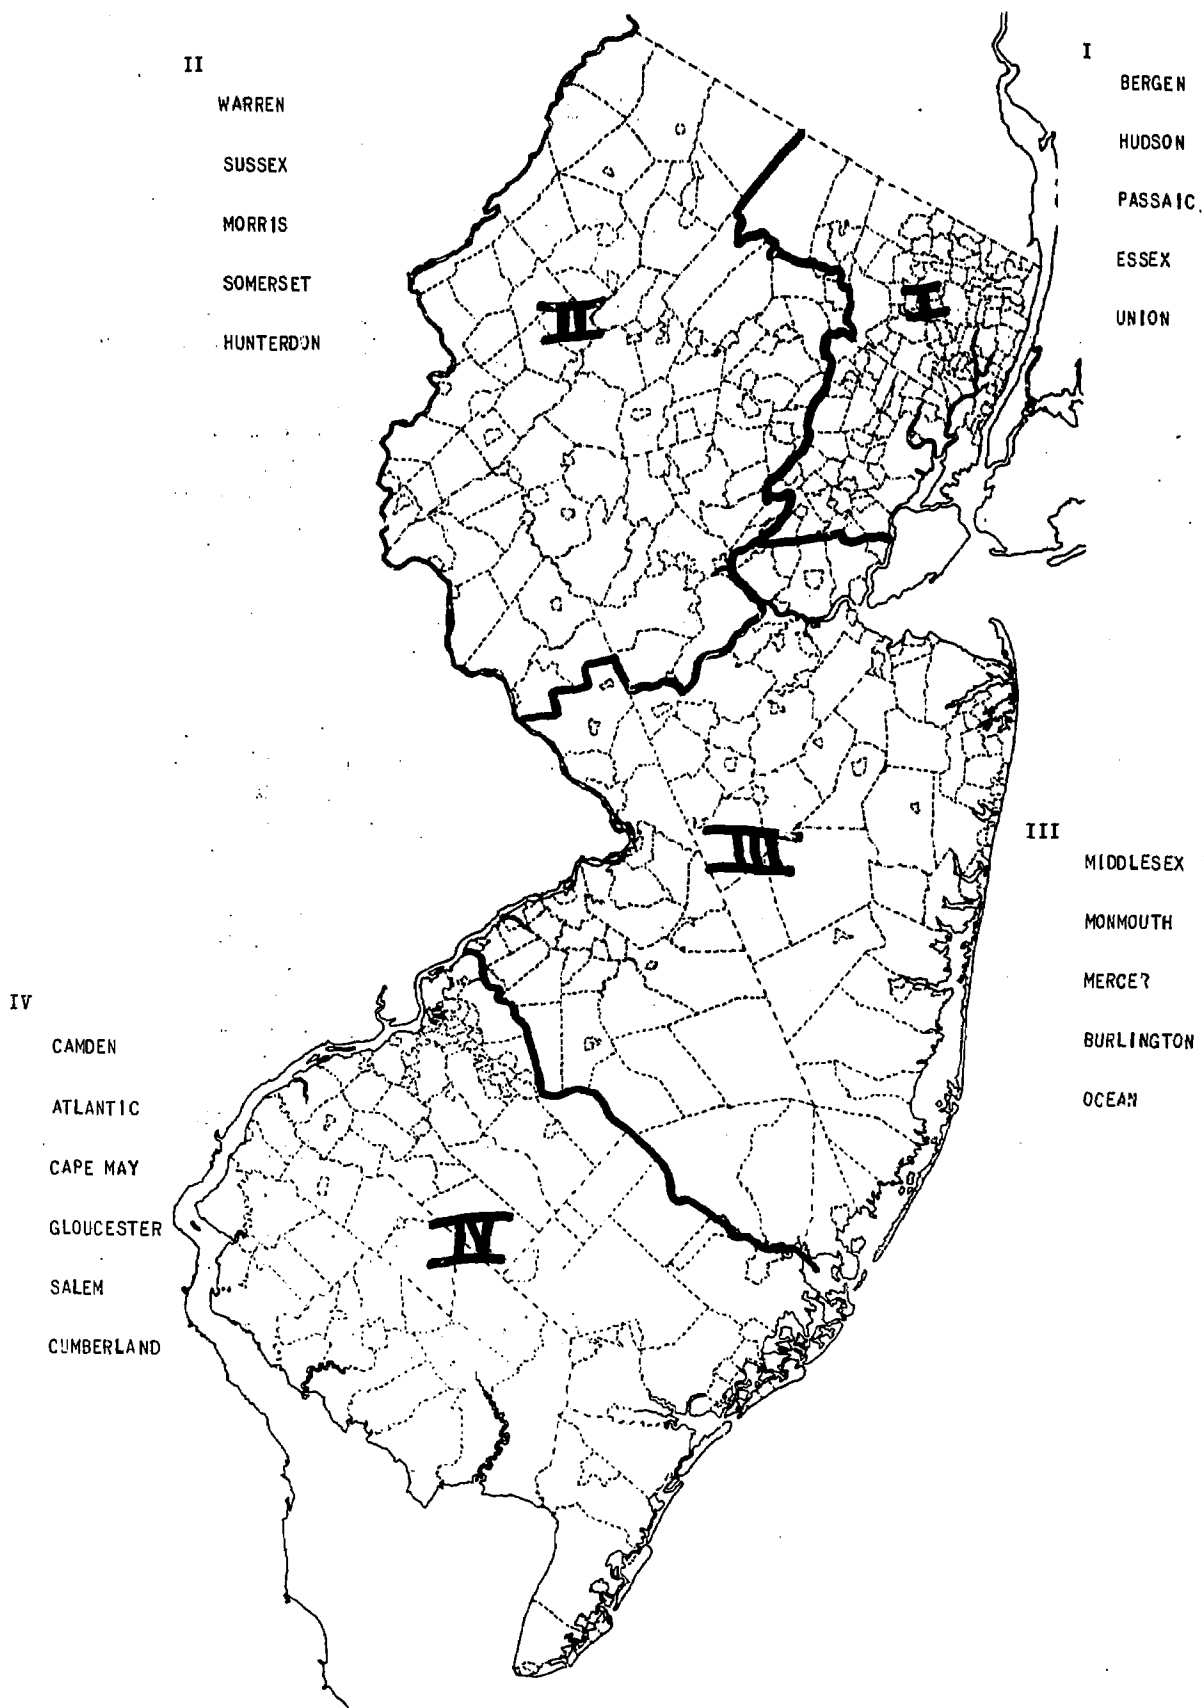 II
WARREN
SUSSEX
MORRIS
SOMERSET
HUNTERDON
I
BERGEN
HUDSON
PASSAIC
ESSEX
UNION
II
I
III
III
MIDDLESEX
MONMOUTH
MERCER
BURLINGTON
OCEAN
IV
CAMDEN
ATLANTIC
CAPE MAY
GLOUCESTER
SALEM
CUMBERLAND
IV